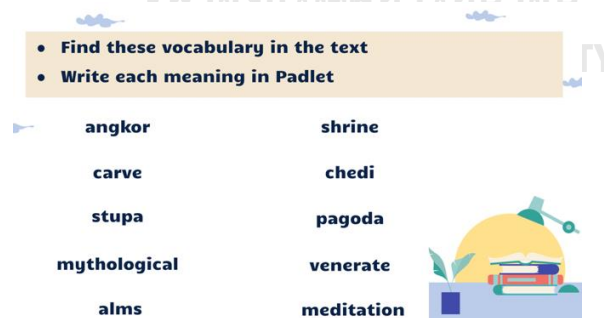 • Find these vocabulary in the text
• Write each meaning in Padlet
angkor shrine
carve chedi
stupa pagoda
mythological venerate
alms meditation